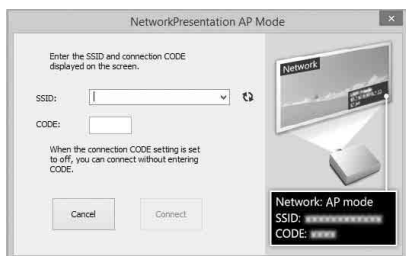 NetworkPresentation AP Mode
Enter the SSID and connection CODE
displayed on the screen.
SSID:
CODE:
When the connection CODE setting is set
to off, you can connect without entering
CODE.
Cancel
Connect
Network
Network: AP mode
SSID:
CODE: